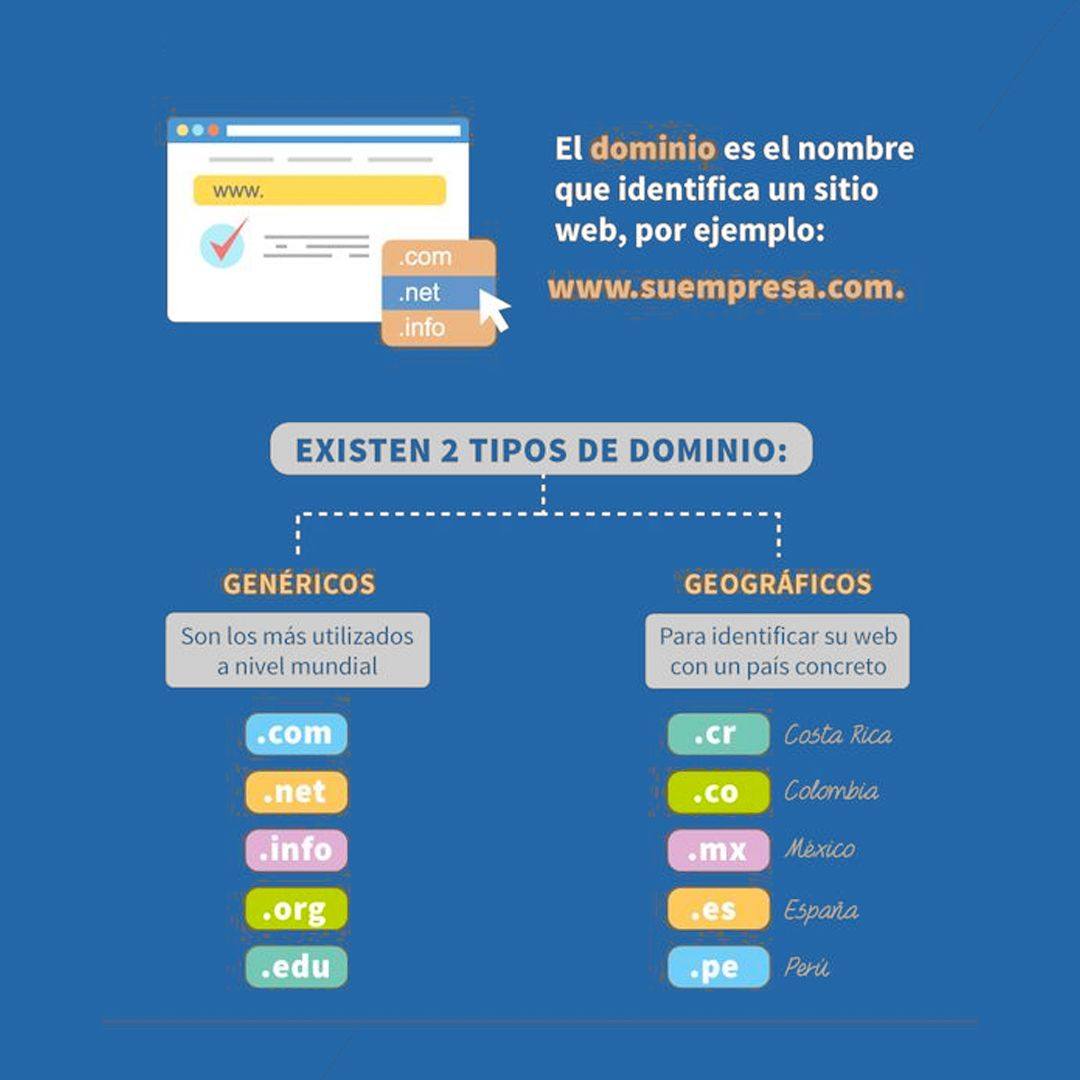 www.
.com
.net
.info
El dominio es el nombre
que identifica un sitio
web, por ejemplo:
www.suempresa.com.
EXISTEN 2 TIPOS DE DOMINIO:
GENÉRICOS
Son los más utilizados
a nivel mundial
.com
.net
.info
.org
.edu
GEOGRÁFICOS
Para identificar su web
con un país concreto
.cr Costa Rica
.co Colombia
.mx México
.es España
.pe Perú